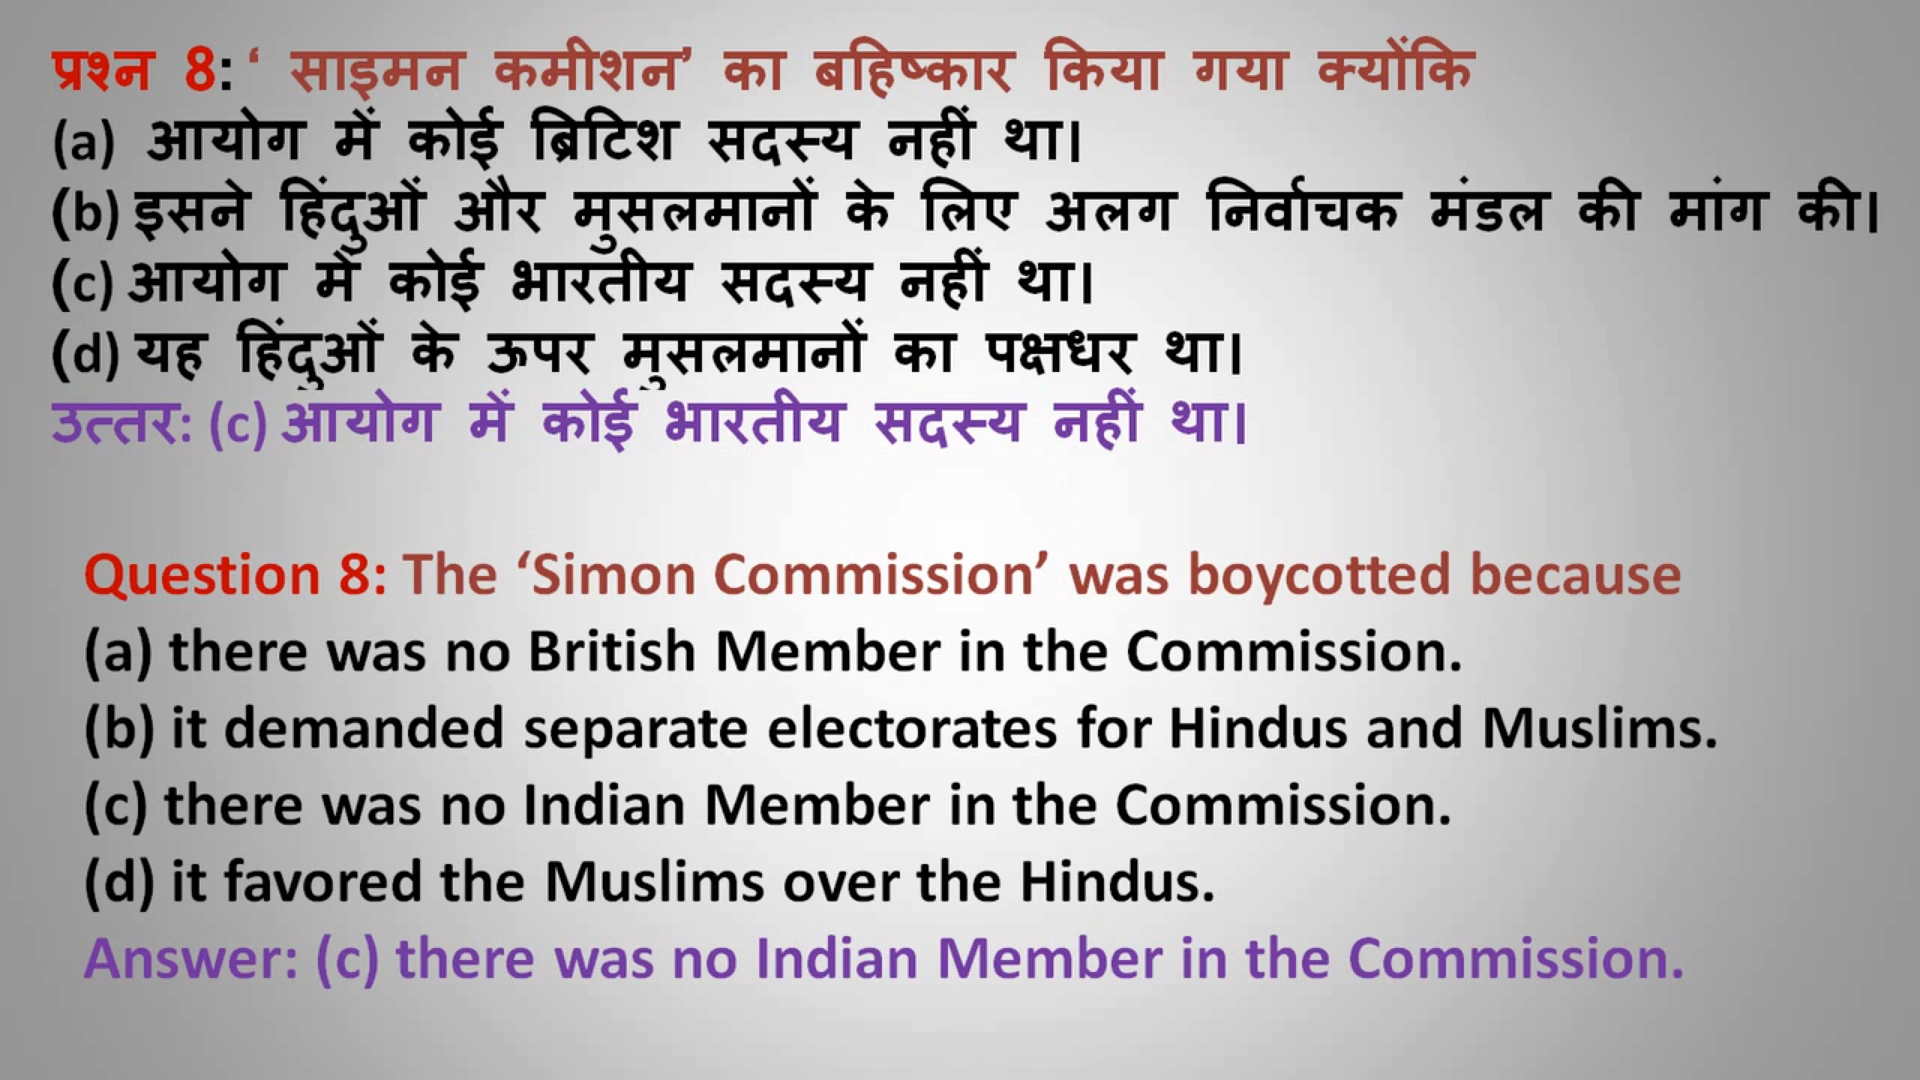 प्रश्न 8: ‘ साइमन कमीशन’ का बहिष्कार किया गया क्योंकि
(a) आयोग में कोई ब्रिटिश सदस्य नहीं था।
(b) इसने हिंदुओं और मुसलमानों के लिए अलग निर्वाचक मंडल की मांग की।
(c) आयोग में कोई भारतीय सदस्य नहीं था।
(d) यह हिंदुओं के ऊपर मुसलमानों का पक्षधर था।
उत्तर: (c) आयोग में कोई भारतीय सदस्य नहीं था।
Question 8: The ‘Simon Commission’ was boycotted because
(a) there was no British Member in the Commission.
(b) it demanded separate electorates for Hindus and Muslims.
(c) there was no Indian Member in the Commission.
(d) it favored the Muslims over the Hindus.
Answer: (c) there was no Indian Member in the Commission.